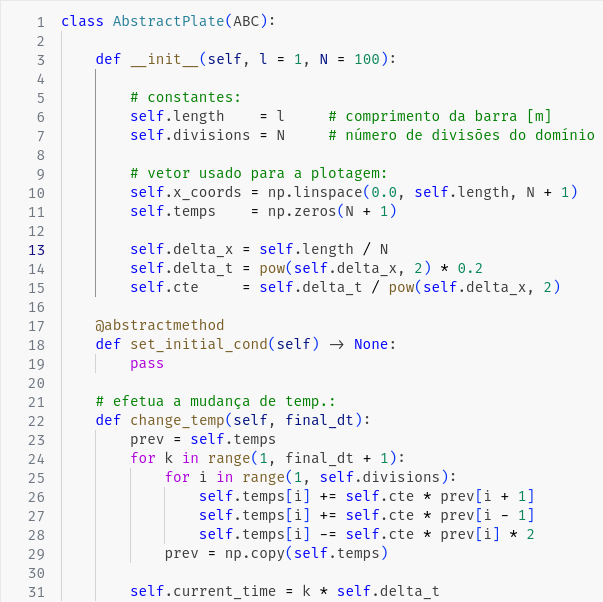 1 class AbstractPlate(ABC):
2
3 def __init__(self, l = 1, N = 100):
4
5 # constantes:
6 self.length    = l     # comprimento da barra [m]
7 self.divisions = N     # número de divisões do domínio
8
9 # vetor usado para a plotagem:
10 self.x_coords = np.linspace(0.0, self.length, N + 1)
11 self.temps    = np.zeros(N + 1)
12
13 self.delta_x = self.length / N
14 self.delta_t = pow(self.delta_x, 2) * 0.2
15 self.cte     = self.delta_t / pow(self.delta_x, 2)
16
17 @abstractmethod
18 def set_initial_cond(self) -> None:
19 pass
20
21 # efetua a mudança de temp.:
22 def change_temp(self, final_dt):
23 prev = self.temps
24 for k in range(1, final_dt + 1):
25 for i in range(1, self.divisions):
26 self.temps[i] += self.cte * prev[i + 1]
27 self.temps[i] += self.cte * prev[i - 1]
28 self.temps[i] -= self.cte * prev[i] * 2
29 prev = np.copy(self.temps)
30
31 self.current_time = k * self.delta_t